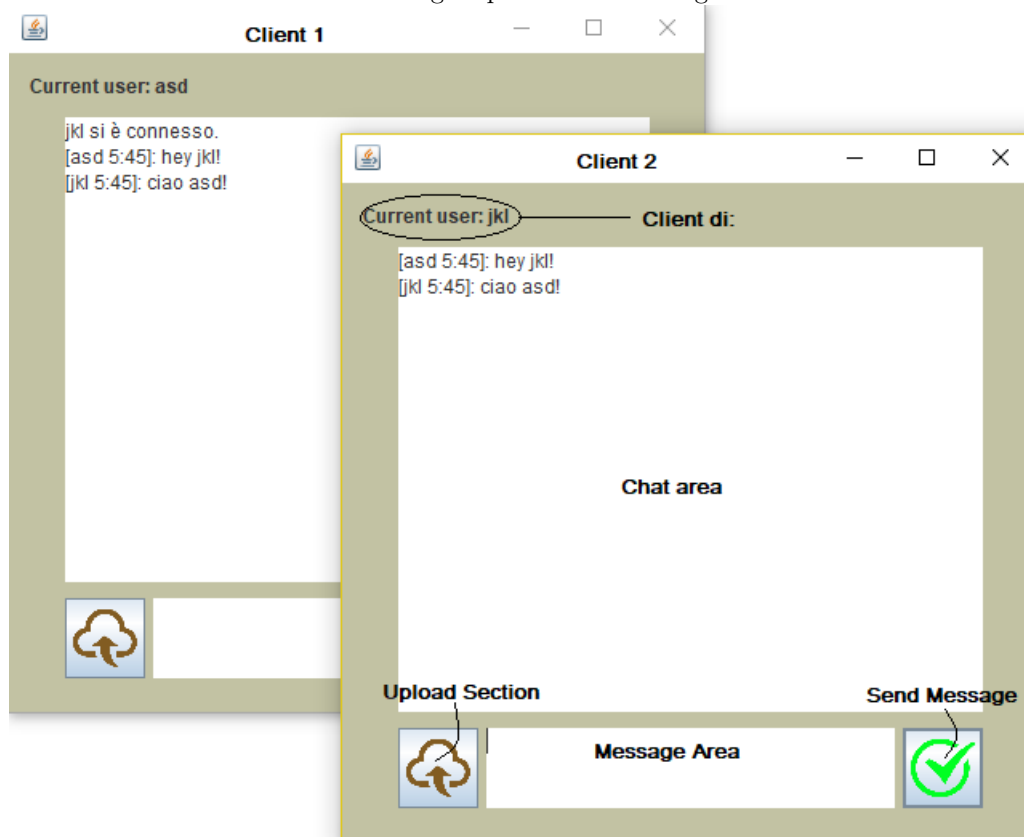 Client 1
Current user: asd
jkl si è connesso.
[asd 5:45]: hey jkl!
[jkl 5:45]: ciao asd!
Client 2
Current user: jkl
Client di:
[asd 5:45]: hey jkl!
[jkl 5:45]: ciao asd!
Chat area
Upload Section
Send Message
Message Area